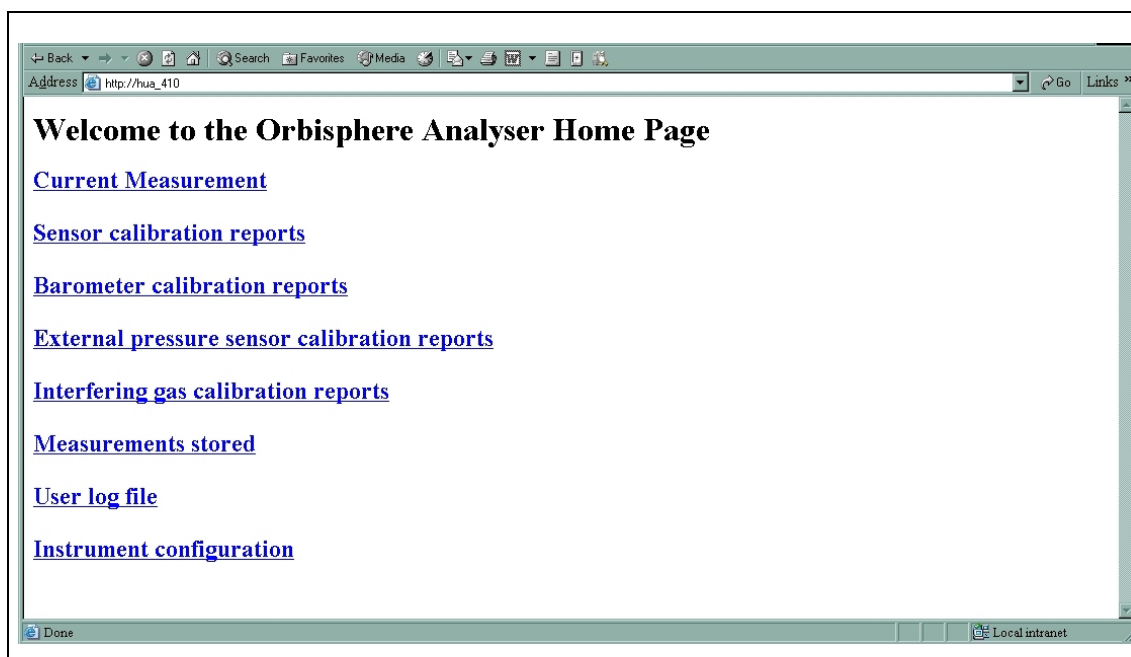 Back Search Favorites Media
Address http://hua_410 Go Links »
Welcome to the Orbisphere Analyser Home Page
Current Measurement
Sensor calibration reports
Barometer calibration reports
External pressure sensor calibration reports
Interfering gas calibration reports
Measurements stored
User log file
Instrument configuration
Done Local intranet